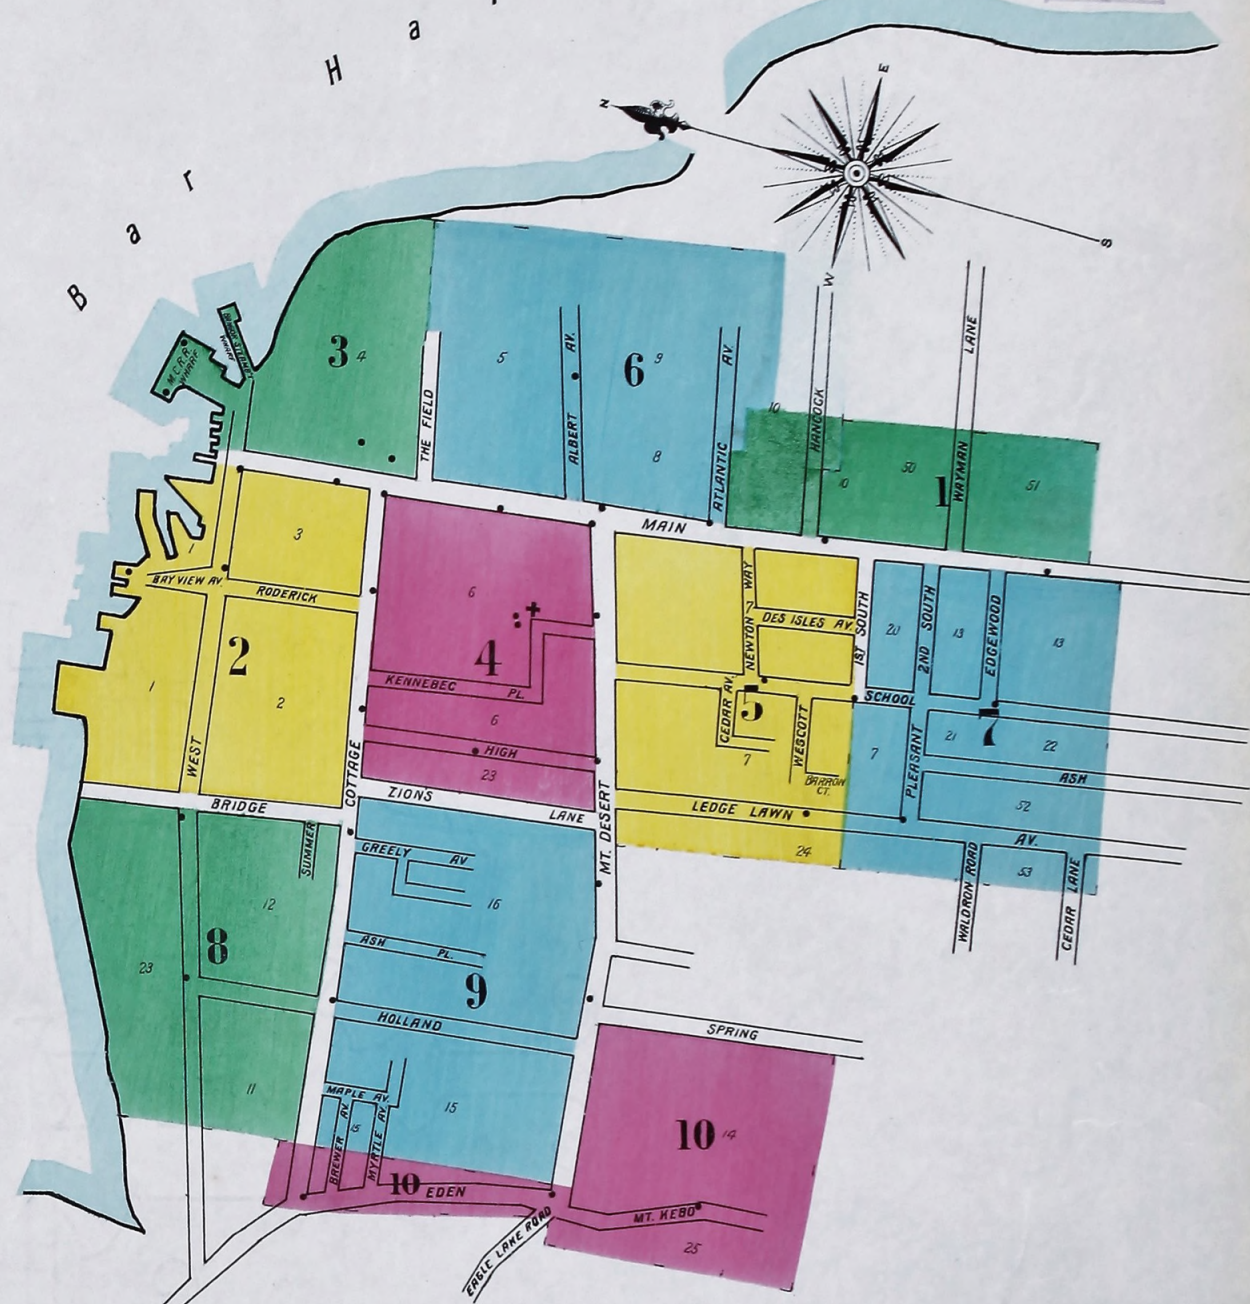 B a r H a
N
E
S
W
M.C.R.R. WHARF
3
4
THE FIELD
5
ALBERT AV.
6
9
8
ATLANTIC AV.
10
HANCOCK
50
1
WAYMAN LANE
51
MAIN
1
3
BAY VIEW AV.
RODERICK
2
1
2
WEST
COTTAGE
6
4
KENNEBEC PL.
6
HIGH
23
MT. DESERT
NEWTON WAY
7
DES ISLES AV.
1ST SOUTH
CEDAR AV.
5
WESCOTT
7
BARRON CT.
LEDGE LAWN AV.
24
20
2ND SOUTH
13
EDGEWOOD
13
SCHOOL
7
7
PLEASANT
21
22
ASH
52
53
WALDRON ROAD
CEDAR LANE
BRIDGE
ZIONS LANE
SUMMER
12
8
23
11
GREELY AV
16
ASH PL.
9
HOLLAND
MAPLE AV.
15
BREWER AV.
15
MYRTLE AV.
10
EDEN
EAGLE LAKE ROAD
SPRING
10
14
MT. KEBO
25